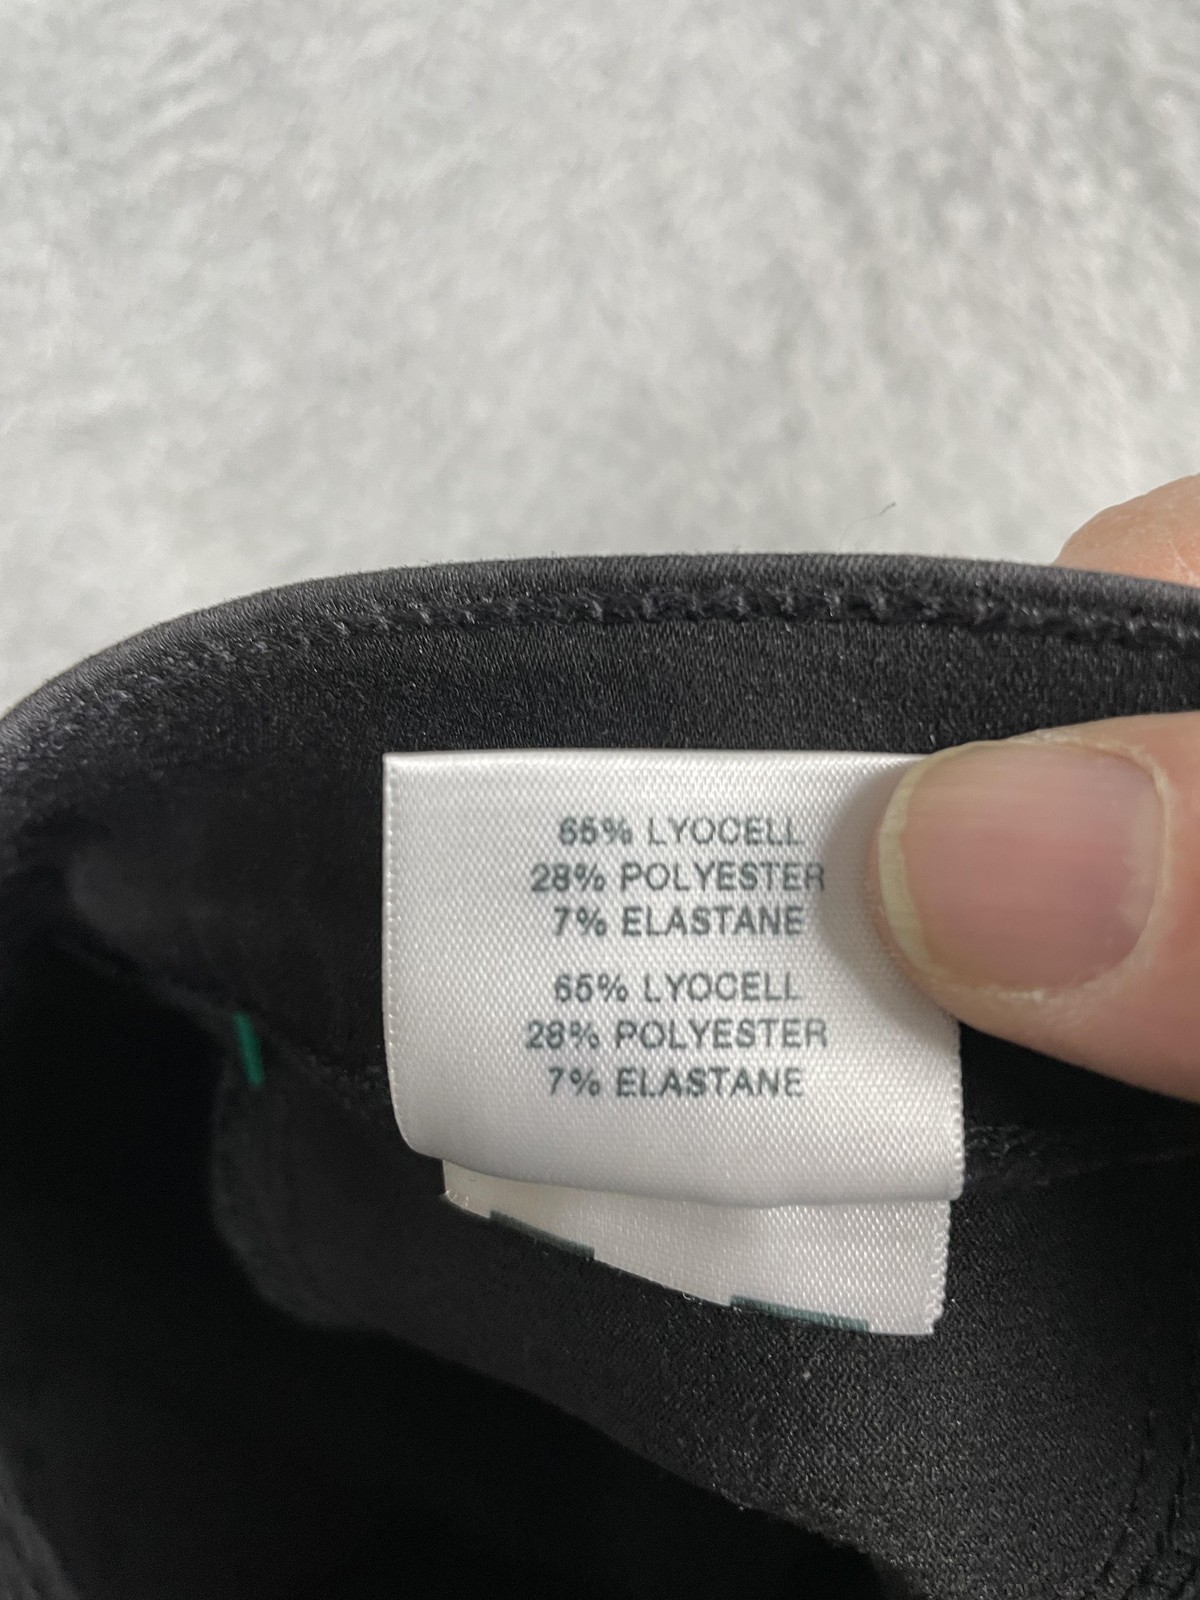 65% LYOCELL
28% POLYESTER
7% ELASTANE
65% LYOCELL
28% POLYESTER
7% ELASTANE